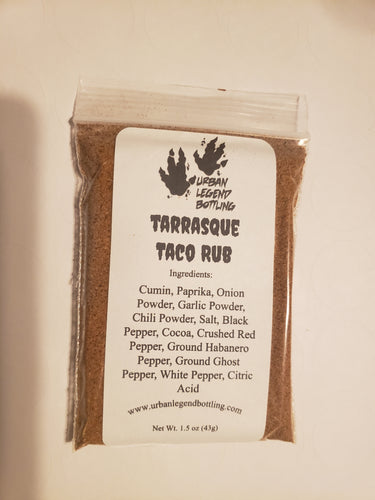 URBAN
LEGEND
BOTTLING
TARRASQUE
TACO RUB
Ingredients:
Cumin, Paprika, Onion
Powder, Garlic Powder,
Chili Powder, Salt, Black
Pepper, Cocoa, Crushed Red
Pepper, Ground Habanero
Pepper, Ground Ghost
Pepper, White Pepper, Citric
Acid
www.urbanlegendbottling.com
Net Wt. 1.5 oz (43g)